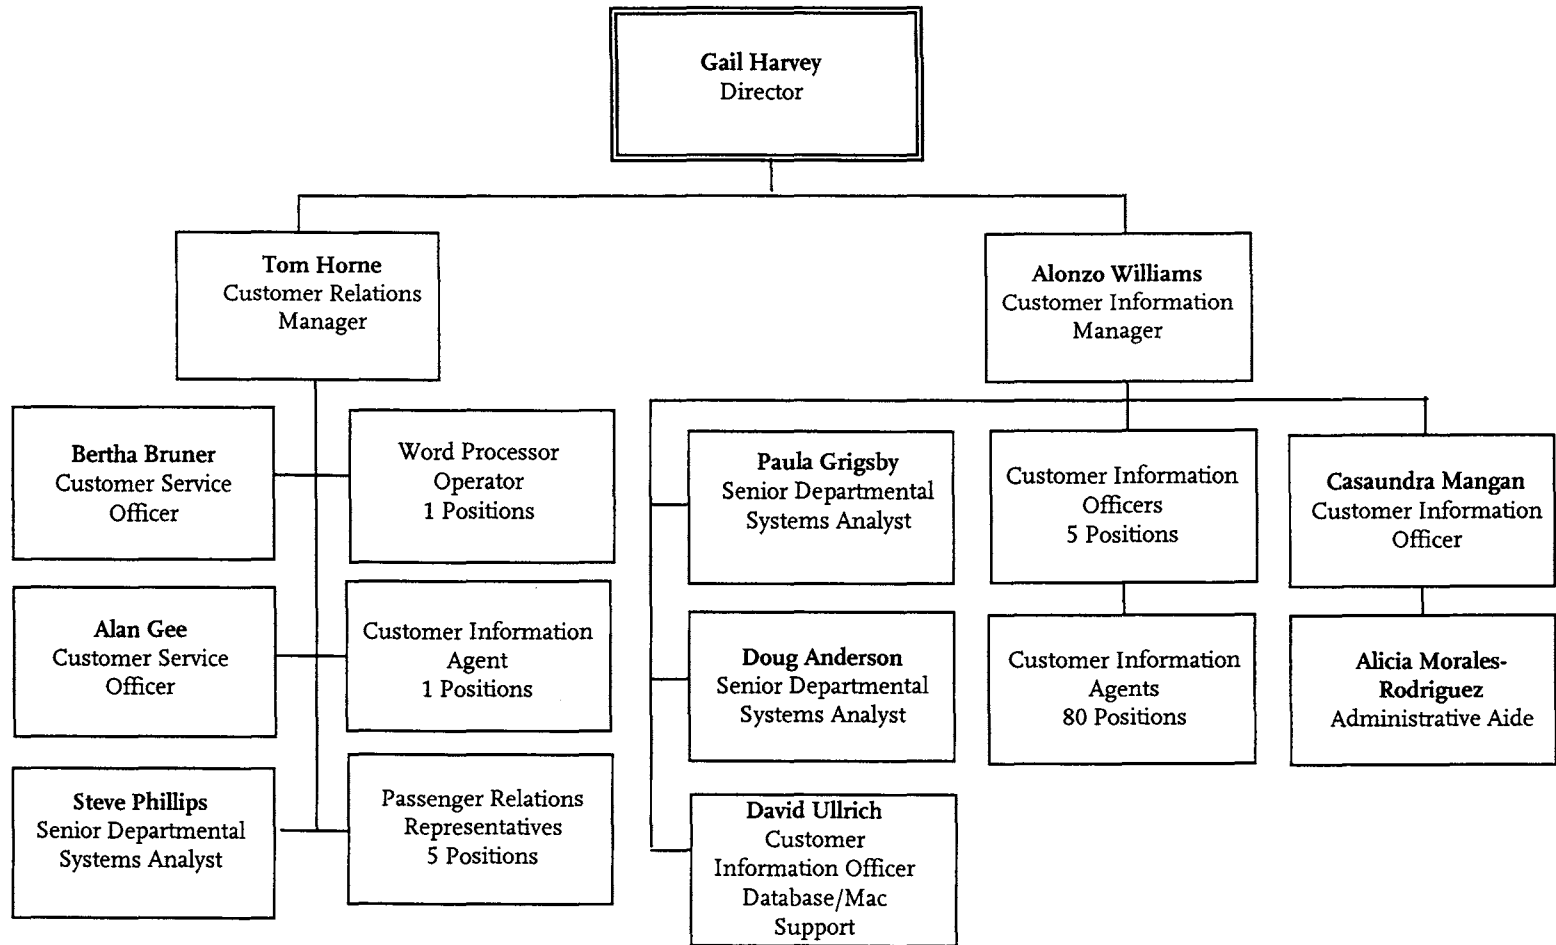 Gail Harvey
Director
Tom Horne
Customer Relations
Manager
Alonzo Williams
Customer Information
Manager
Bertha Bruner
Customer Service
Officer
Word Processor
Operator
1 Positions
Alan Gee
Customer Service
Officer
Customer Information
Agent
1 Positions
Steve Phillips
Senior Departmental
Systems Analyst
Passenger Relations
Representatives
5 Positions
Paula Grigsby
Senior Departmental
Systems Analyst
Customer Information
Officers
5 Positions
Casaundra Mangan
Customer Information
Officer
Doug Anderson
Senior Departmental
Systems Analyst
Customer Information
Agents
80 Positions
Alicia Morales-
Rodriguez
Administrative Aide
David Ullrich
Customer
Information Officer
Database/Mac
Support